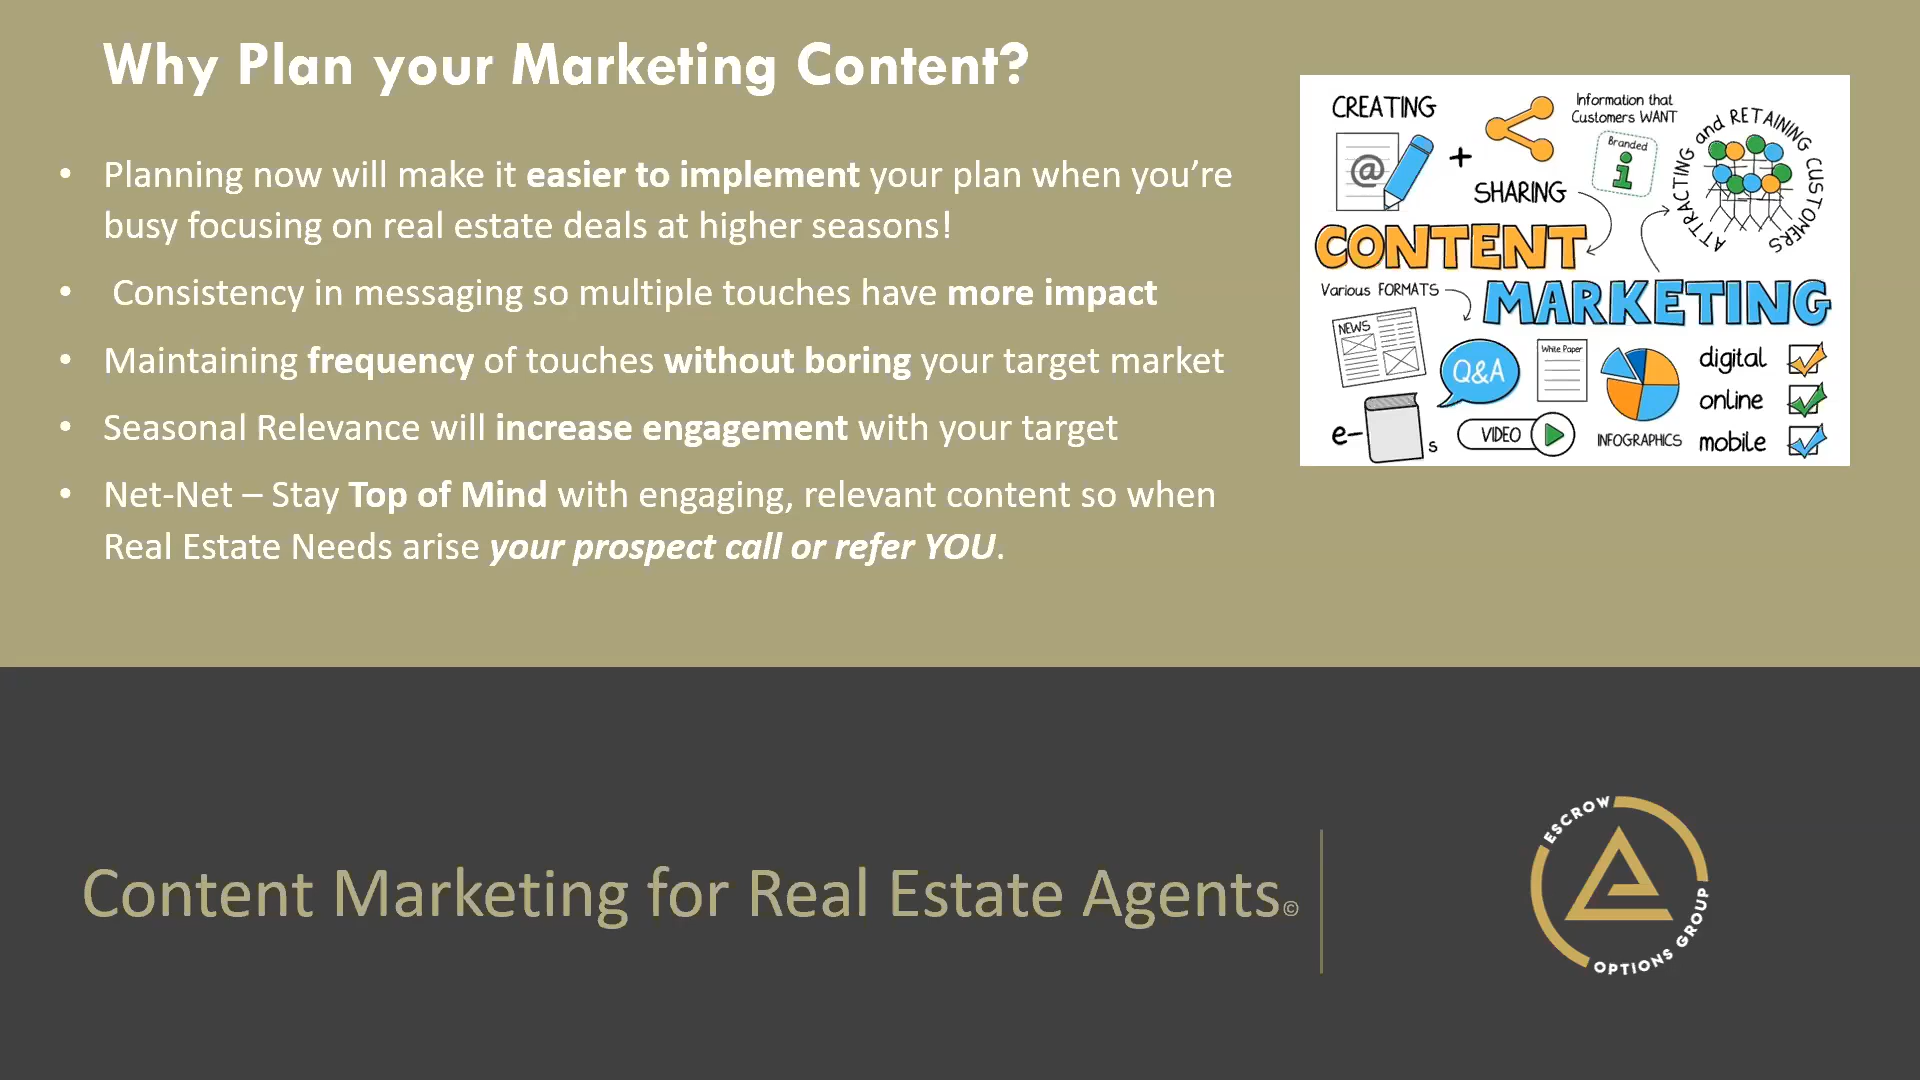 Why Plan your Marketing Content?
• Planning now will make it easier to implement your plan when you’re
busy focusing on real estate deals at higher seasons!
• Consistency in messaging so multiple touches have more impact
• Maintaining frequency of touches without boring your target market
• Seasonal Relevance will increase engagement with your target
• Net-Net – Stay Top of Mind with engaging, relevant content so when
Real Estate Needs arise your prospect call or refer YOU.
CREATING
@
+
SHARING
Information that
Customers WANT
Branded
i
ATTRACTING and RETAINING CUSTOMERS
CONTENT
MARKETING
Various FORMATS
NEWS
Q&A
White Paper
e-
s
VIDEO
INFOGRAPHICS
digital
online
mobile
Content Marketing for Real Estate Agents©
ESCROW
OPTIONS GROUP